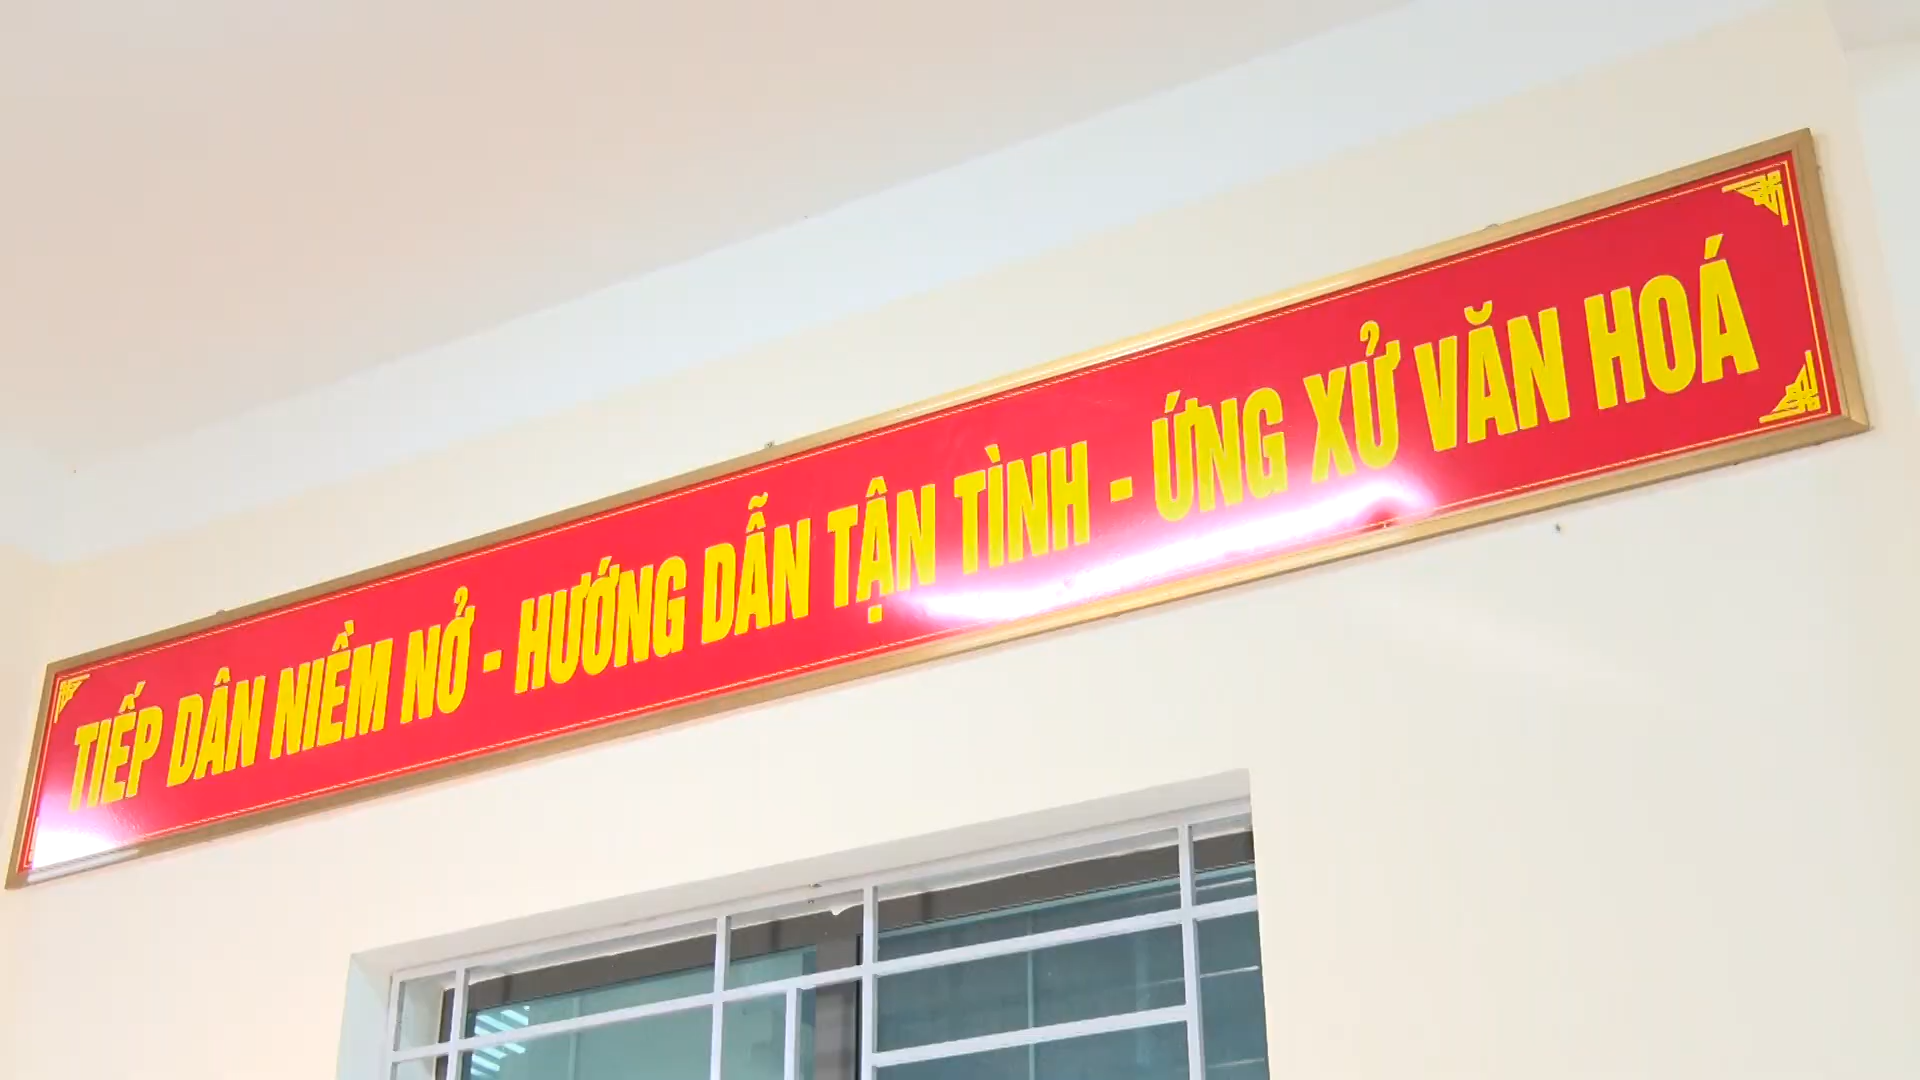 TIẾP DÂN NIỀM NỞ - HƯỚNG DẪN TẬN TÌNH - ỨNG XỬ VĂN HOÁ